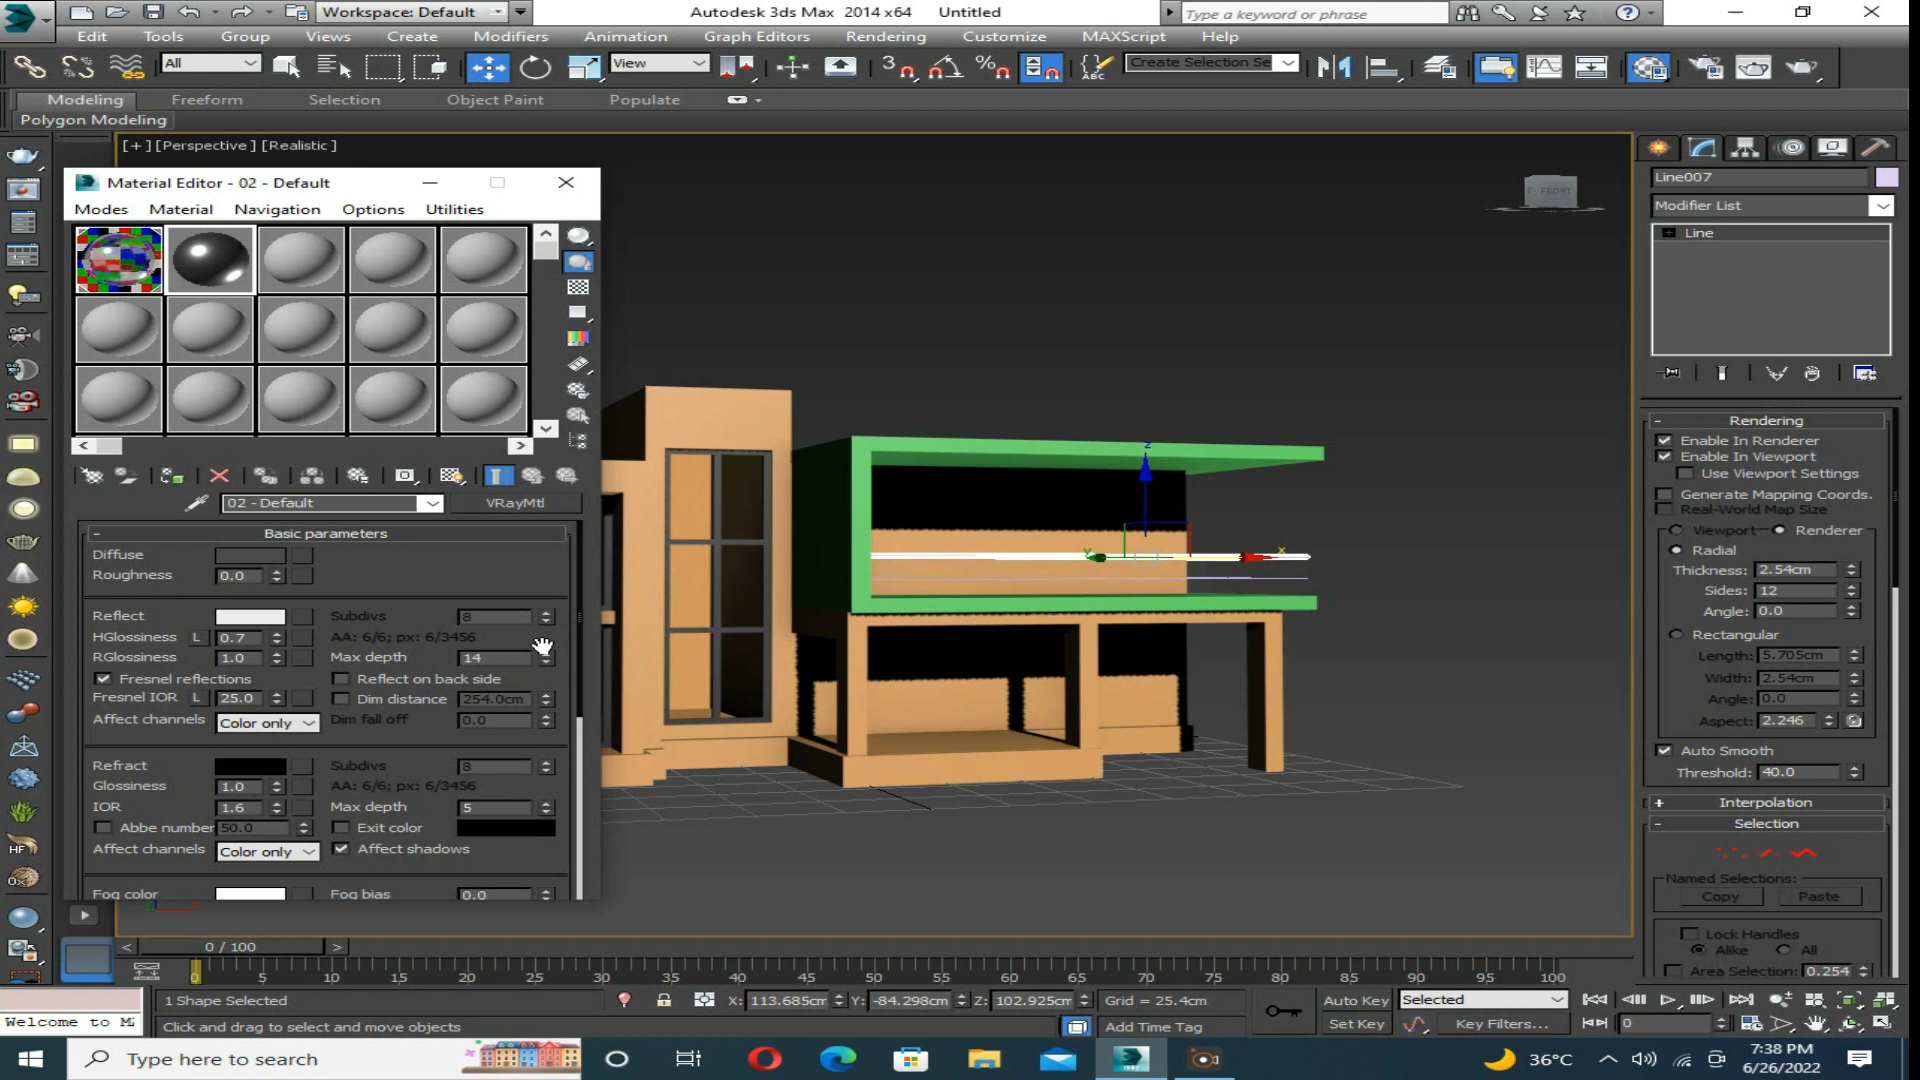 Workspace: Default
Autodesk 3ds Max 2014 x64 Untitled
Type a keyword or phrase
Edit Tools Group Views Create Modifiers Animation Graph Editors Rendering Customize MAXScript Help
All
View
Create Selection Se
Modeling Freeform Selection Object Paint Populate
Polygon Modeling
[+] [Perspective ] [Realistic ]
FRONT
Material Editor - 02 - Default
Modes Material Navigation Options Utilities
02 - Default VRayMtl
Basic parameters
Diffuse
Roughness 0.0
Reflect Subdivs 8
HGlossiness L 0.7 AA: 6/6; px: 6/3456
RGlossiness 1.0 Max depth 14
Fresnel reflections Reflect on back side
Fresnel IOR L 25.0 Dim distance 254.0cm
Affect channels Color only Dim fall off 0.0
Refract Subdivs 8
Glossiness 1.0 AA: 6/6; px: 6/3456
IOR 1.6 Max depth 5
Abbe number 50.0 Exit color
Affect channels Color only Affect shadows
Fog color Fog bias 0.0
Line007
Modifier List
Line
Rendering
Enable In Renderer
Enable In Viewport
Use Viewport Settings
Generate Mapping Coords.
Real-World Map Size
Viewport Renderer
Radial
Thickness: 2.54cm
Sides: 12
Angle: 0.0
Rectangular
Length: 5.705cm
Width: 2.54cm
Angle: 0.0
Aspect: 2.246
Auto Smooth
Threshold: 40.0
Interpolation
Selection
Named Selections:
Copy Paste
Lock Handles
Alike All
Area Selection: 0.254
0 / 100
0 5 10 15 20 25 30 35 40 45 50 55 60 65 70 75 80 85 90 95 100
1 Shape Selected X: 113.685cm Y: -84.298cm Z: 102.925cm Grid = 25.4cm Auto Key Selected
Welcome to M
Click and drag to select and move objects Add Time Tag Set Key Key Filters... 0
Type here to search
36°C
7:38 PM
6/26/2022